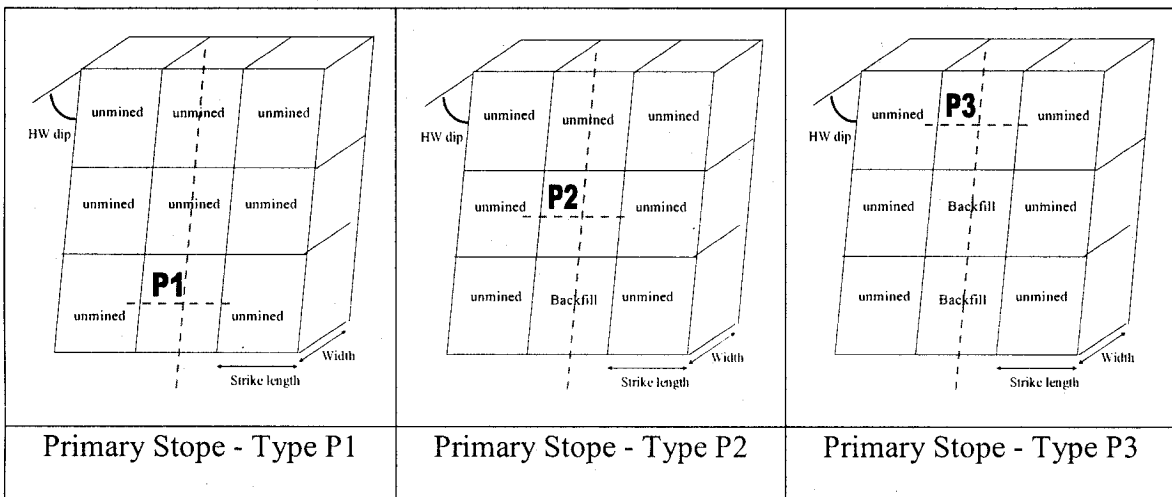 unmined unmined unmined
HW dip
unmined unmined unmined
P1
unmined unmined
Width
Strike length
Primary Stope - Type P1
unmined unmined unmined
HW dip
unmined P2 unmined
unmined Backfill unmined
Width
Strike length
Primary Stope - Type P2
unmined P3 unmined
HW dip
unmined Backfill unmined
unmined Backfill unmined
Width
Strike length
Primary Stope - Type P3